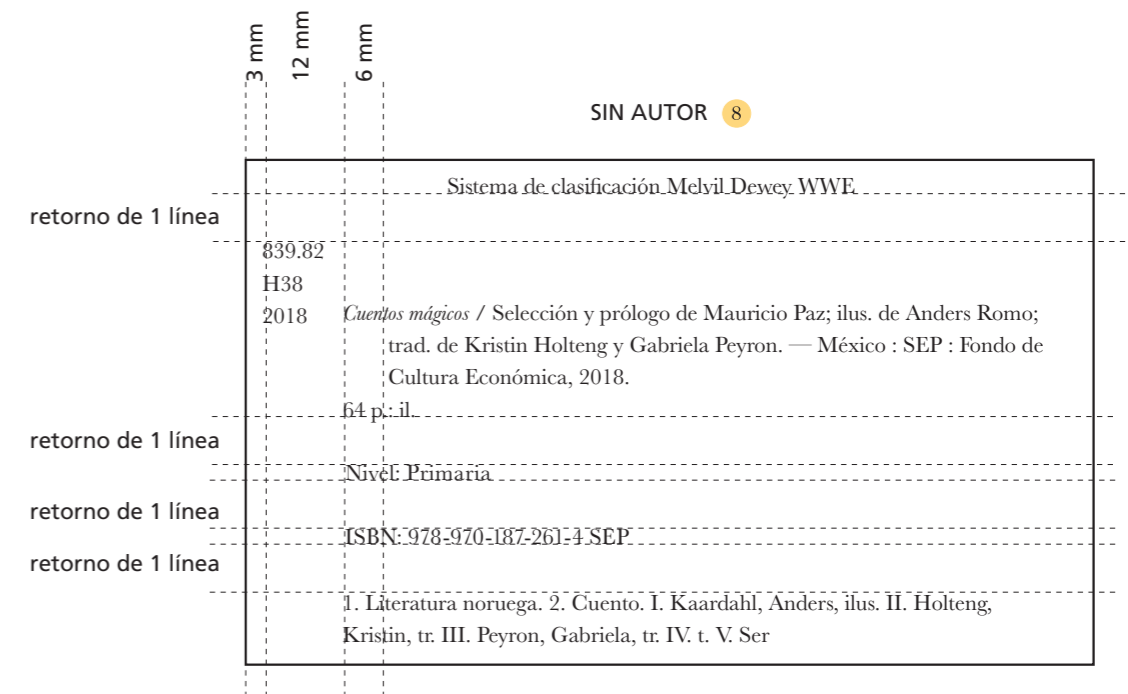 3 mm
12 mm
6 mm
SIN AUTOR 8
Sistema de clasificación Melvil Dewey WWE
retorno de 1 línea
839.82
H38
2018 Cuentos mágicos / Selección y prólogo de Mauricio Paz; ilus. de Anders Romo;
trad. de Kristin Holteng y Gabriela Peyron. — México : SEP : Fondo de
Cultura Económica, 2018.
64 p.: il.
retorno de 1 línea
Nivel: Primaria
retorno de 1 línea
ISBN: 978-970-187-261-4 SEP
retorno de 1 línea
1. Literatura noruega. 2. Cuento. I. Kaardahl, Anders, ilus. II. Holteng,
Kristin, tr. III. Peyron, Gabriela, tr. IV. t. V. Ser